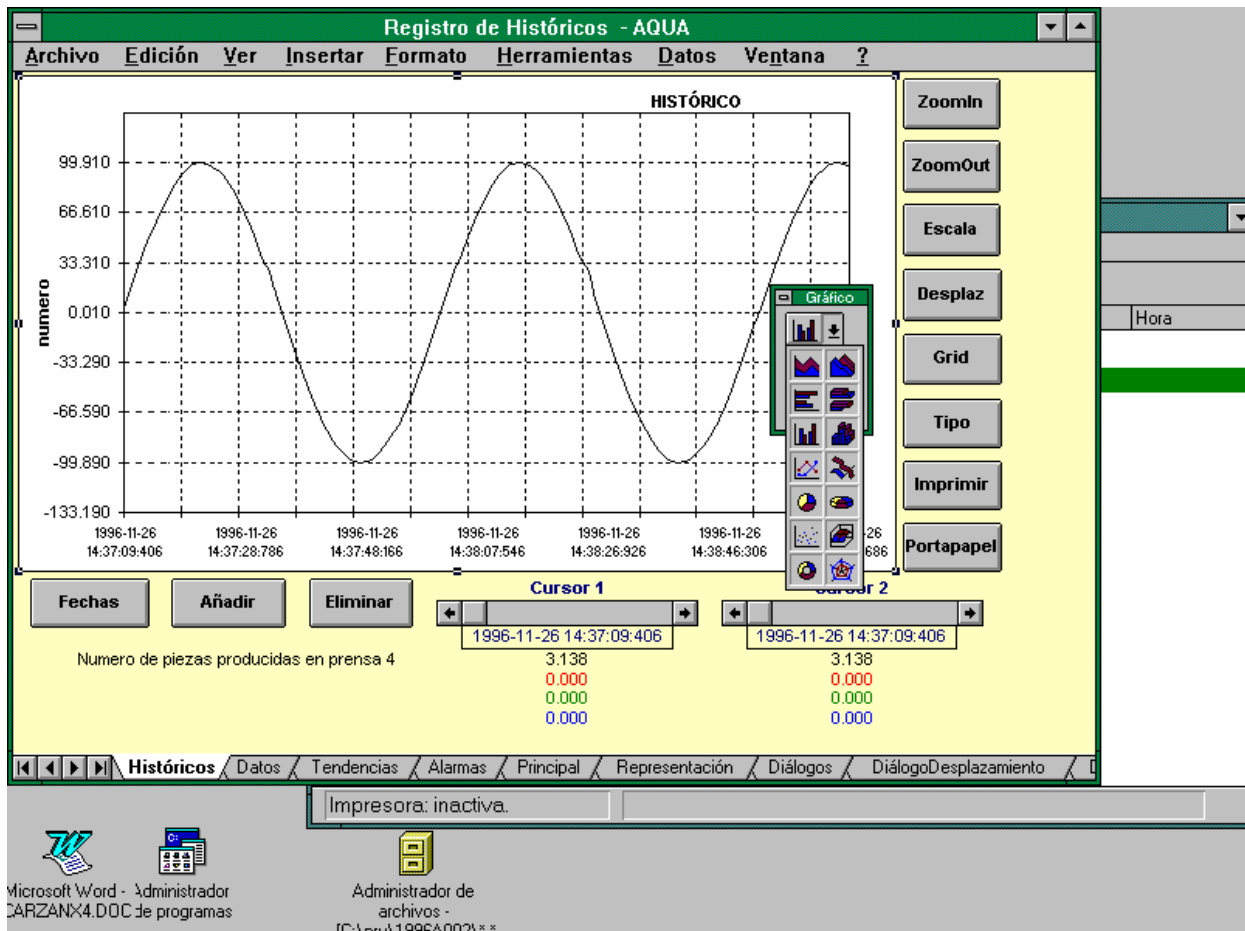 Registro de Históricos - AQUA
Archivo Edición Ver Insertar Formato Herramientas Datos Ventana ?
HISTÓRICO
numero
99.910
66.610
33.310
0.010
-33.290
-66.590
-99.890
-133.190
1996-11-26 1996-11-26 1996-11-26 1996-11-26 1996-11-26 1996-11-26 -26
14:37:09:406 14:37:28:786 14:37:48:166 14:38:07:546 14:38:26:926 14:38:46:306 686
ZoomIn
ZoomOut
Escala
Desplaz
Grid
Tipo
Imprimir
Portapapel
Gráfico
Hora
Fechas Añadir Eliminar
Cursor 1
1996-11-26 14:37:09:406
3.138
0.000
0.000
0.000
Cursor 2
1996-11-26 14:37:09:406
3.138
0.000
0.000
0.000
Numero de piezas producidas en prensa 4
Históricos Datos Tendencias Alarmas Principal Representación Diálogos DiálogoDesplazamiento
Impresora: inactiva.
Microsoft Word -
CARZANX4.DOC
Administrador
de programas
Administrador de
archivos -